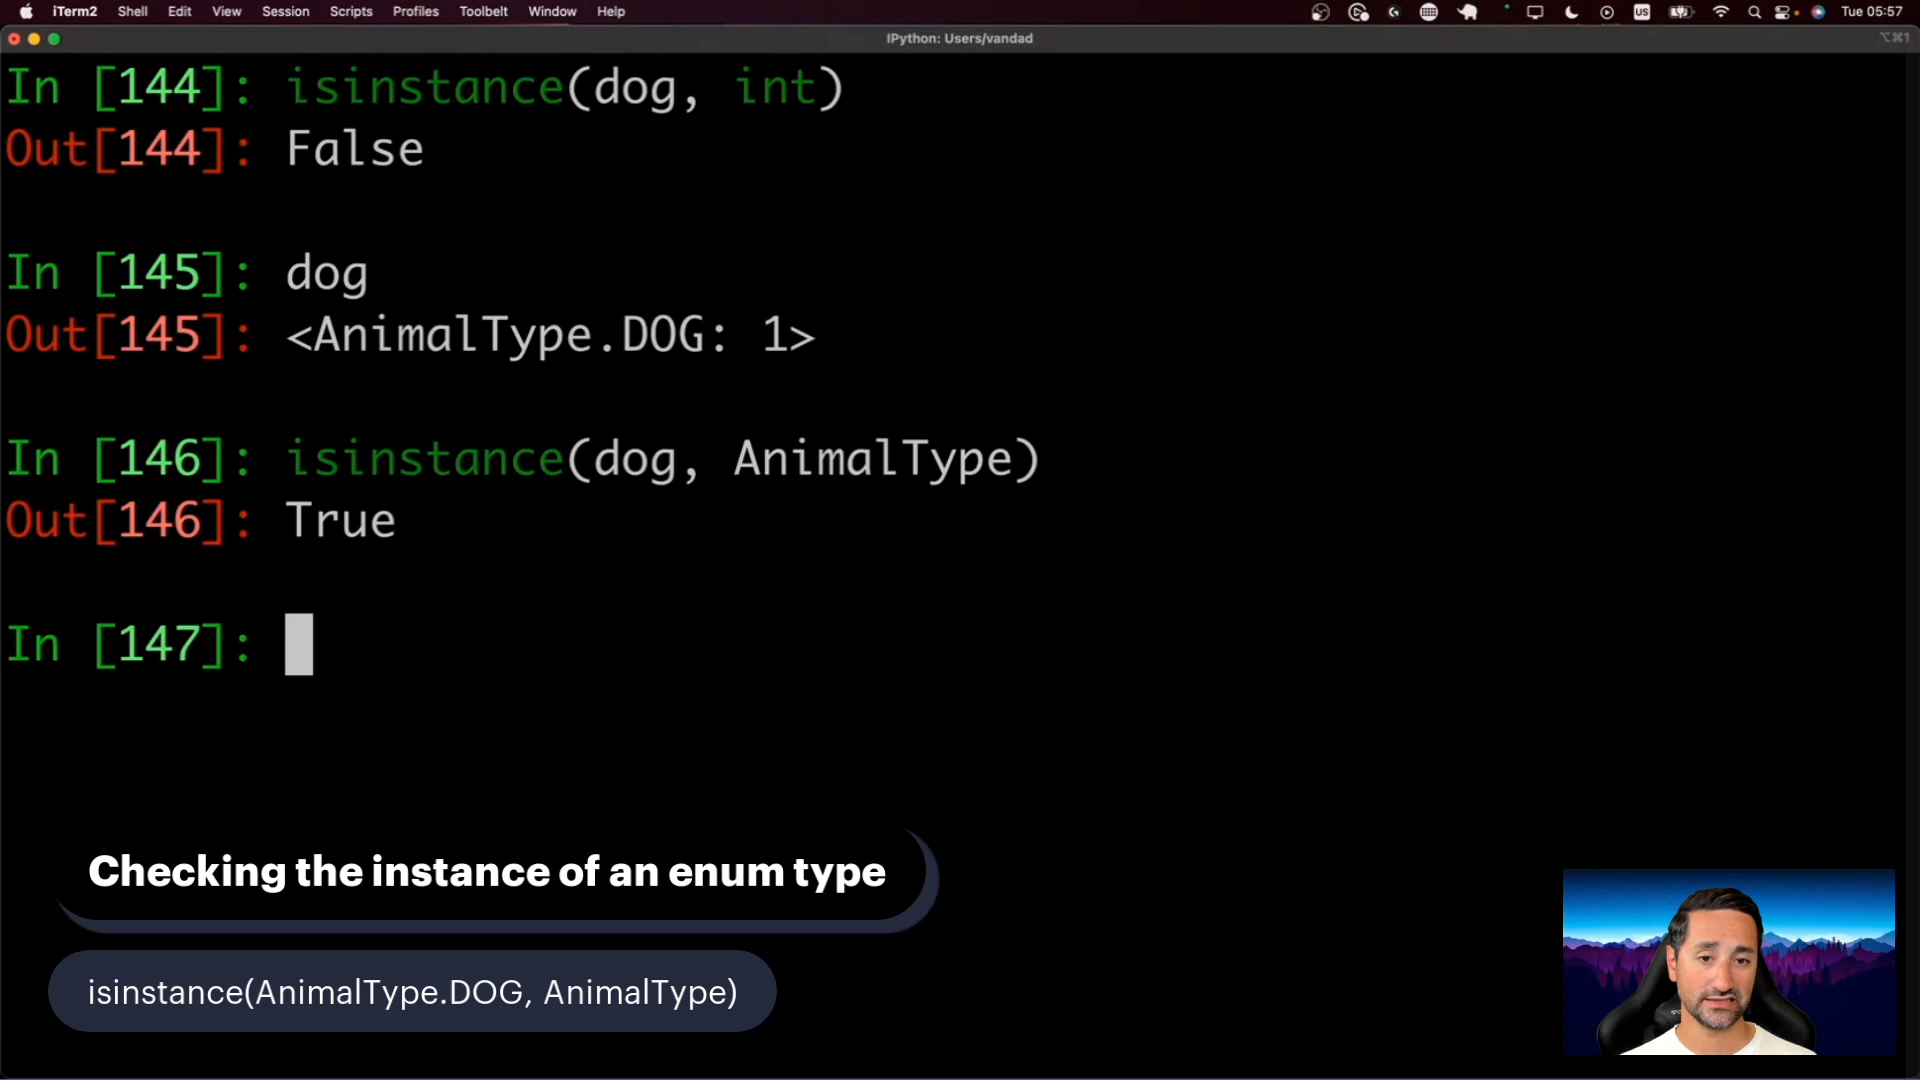 iTerm2 Shell Edit View Session Scripts Profiles Toolbelt Window Help US Tue 05:57
IPython: Users/vandad
⌥⌘1
In [144]: isinstance(dog, int)
Out[144]: False
In [145]: dog
Out[145]: <AnimalType.DOG: 1>
In [146]: isinstance(dog, AnimalType)
Out[146]: True
In [147]:
Checking the instance of an enum type
isinstance(AnimalType.DOG, AnimalType)